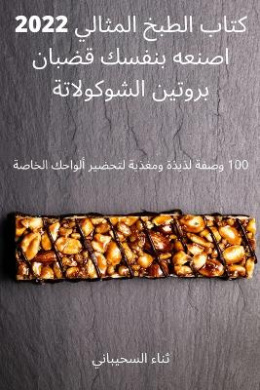 كتاب الطبخ المثالي 2022
اصنعه بنفسك قضبان
بروتين الشوكولاتة
100 وصفة لذيذة ومغذية لتحضير ألواحك الخاصة
ثناء السحيباني